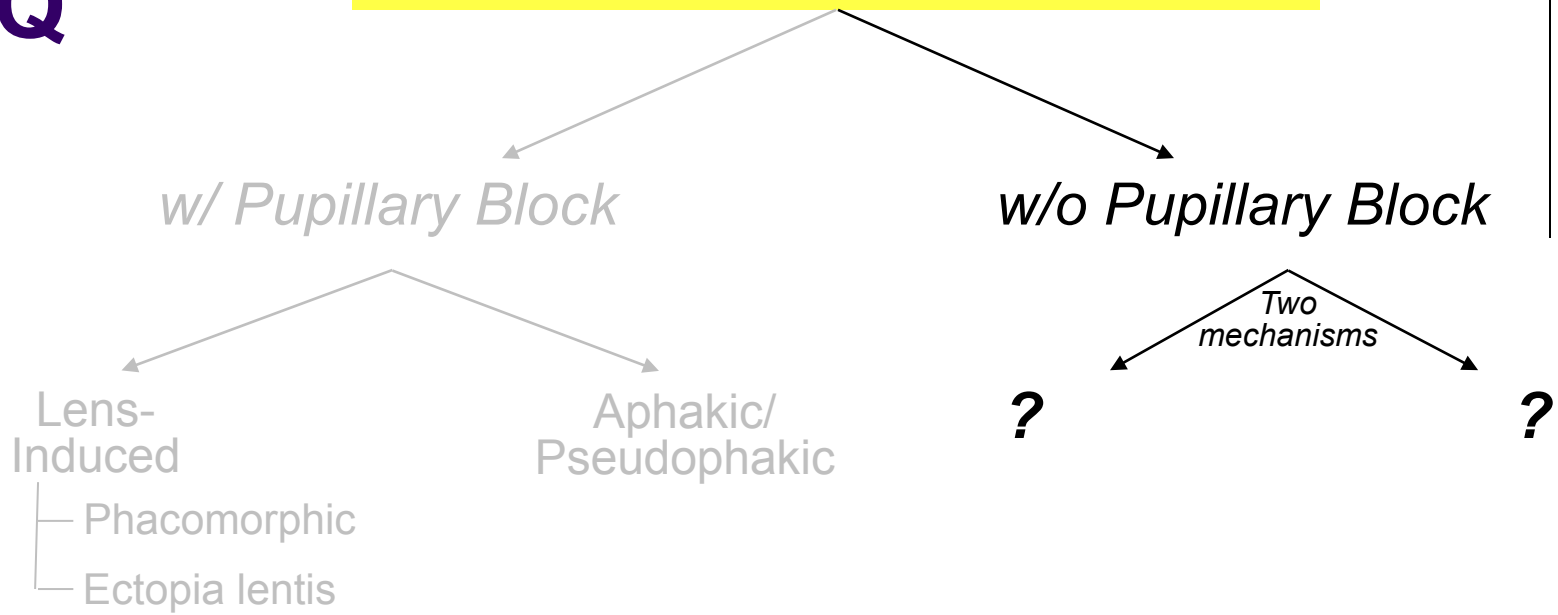 Q
w/ Pupillary Block
w/o Pupillary Block
Two
mechanisms
Lens-
Induced
Aphakic/
Pseudophakic
?
?
Phacomorphic
Ectopia lentis